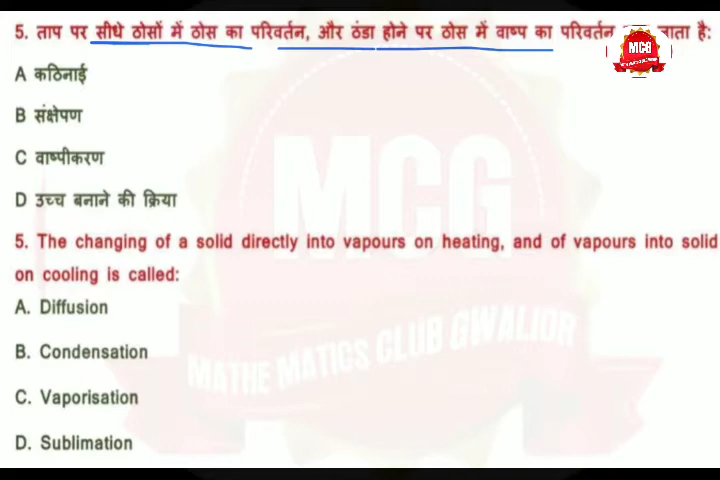 5. ताप पर सीधे ठोसों में ठोस का परिवर्तन, और ठंडा होने पर ठोस में वाष्प का परिवर्तन जाता है:
MCG
A कठिनाई
B संक्षेपण
C वाष्पीकरण
D उच्च बनाने की क्रिया
MCG
5. The changing of a solid directly into vapours on heating, and of vapours into solid
on cooling is called:
A. Diffusion
B. Condensation
MATHEMATICS CLUB GWALIOR
C. Vaporisation
D. Sublimation